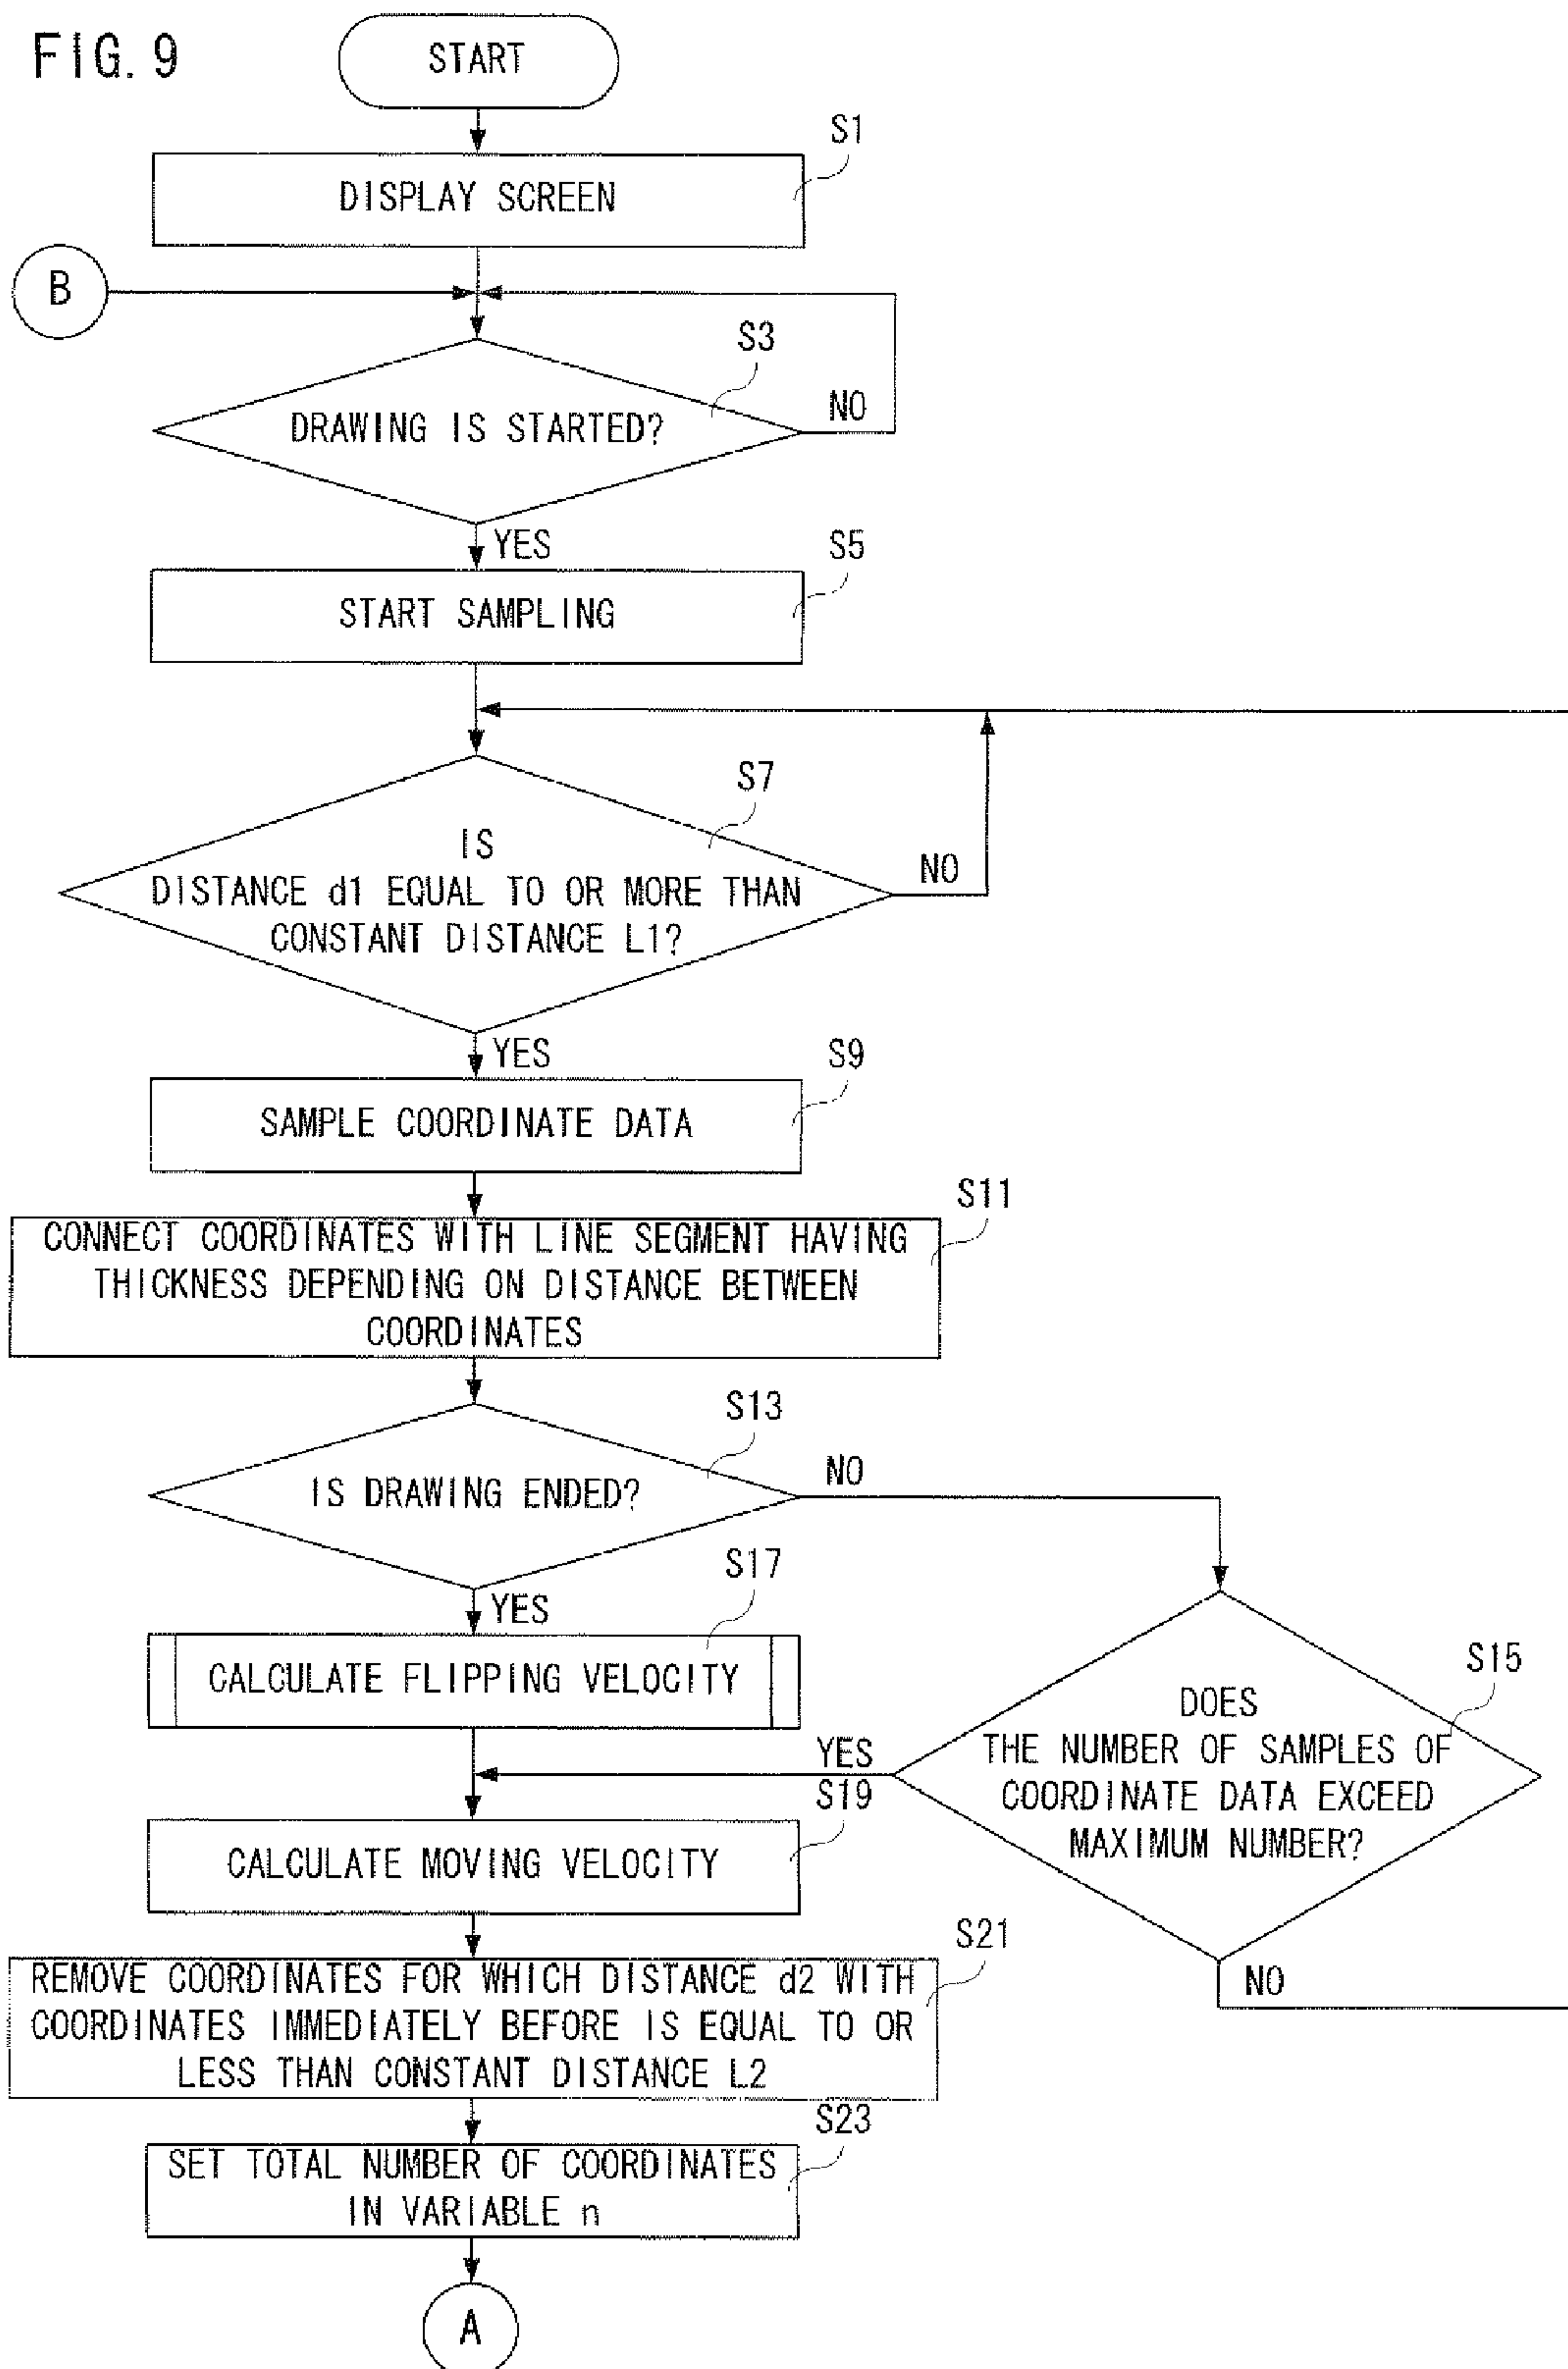 FIG. 9
START
S1
DISPLAY SCREEN
B
S3
DRAWING IS STARTED?
NO
YES
S5
START SAMPLING
S7
IS
DISTANCE d1 EQUAL TO OR MORE THAN
CONSTANT DISTANCE L1?
NO
YES
S9
SAMPLE COORDINATE DATA
S11
CONNECT COORDINATES WITH LINE SEGMENT HAVING
THICKNESS DEPENDING ON DISTANCE BETWEEN
COORDINATES
S13
IS DRAWING ENDED?
NO
YES
S17
CALCULATE FLIPPING VELOCITY
S15
DOES
THE NUMBER OF SAMPLES OF
COORDINATE DATA EXCEED
MAXIMUM NUMBER?
YES
NO
S19
CALCULATE MOVING VELOCITY
S21
REMOVE COORDINATES FOR WHICH DISTANCE d2 WITH
COORDINATES IMMEDIATELY BEFORE IS EQUAL TO OR
LESS THAN CONSTANT DISTANCE L2
S23
SET TOTAL NUMBER OF COORDINATES
IN VARIABLE n
A